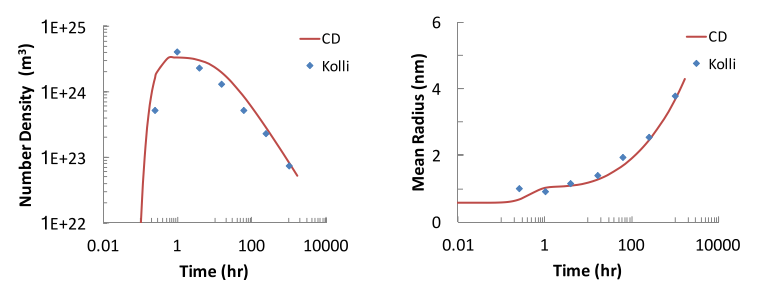 1E+25
1E+24
1E+23
1E+22
Number Density (m³)
0.01
1
100
10000
Time (hr)
CD
Kolli
6
4
2
0
Mean Radius (nm)
0.01
1
100
10000
Time (hr)
CD
Kolli